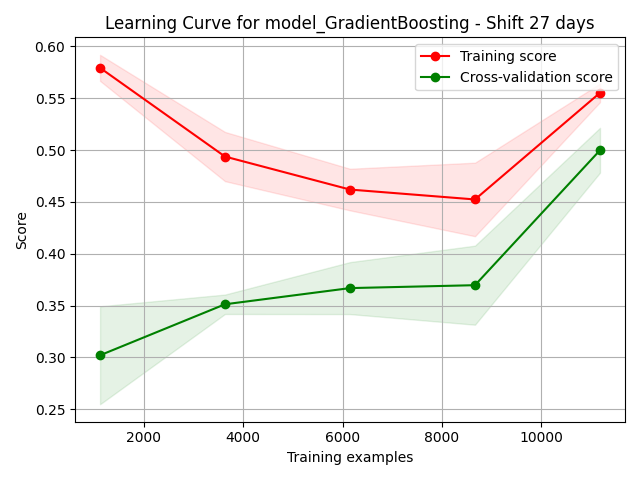 Learning Curve for model_GradientBoosting - Shift 27 days
Training score
Cross-validation score
0.60
0.55
0.50
0.45
0.40
0.35
0.30
0.25
Score
2000 4000 6000 8000 10000
Training examples